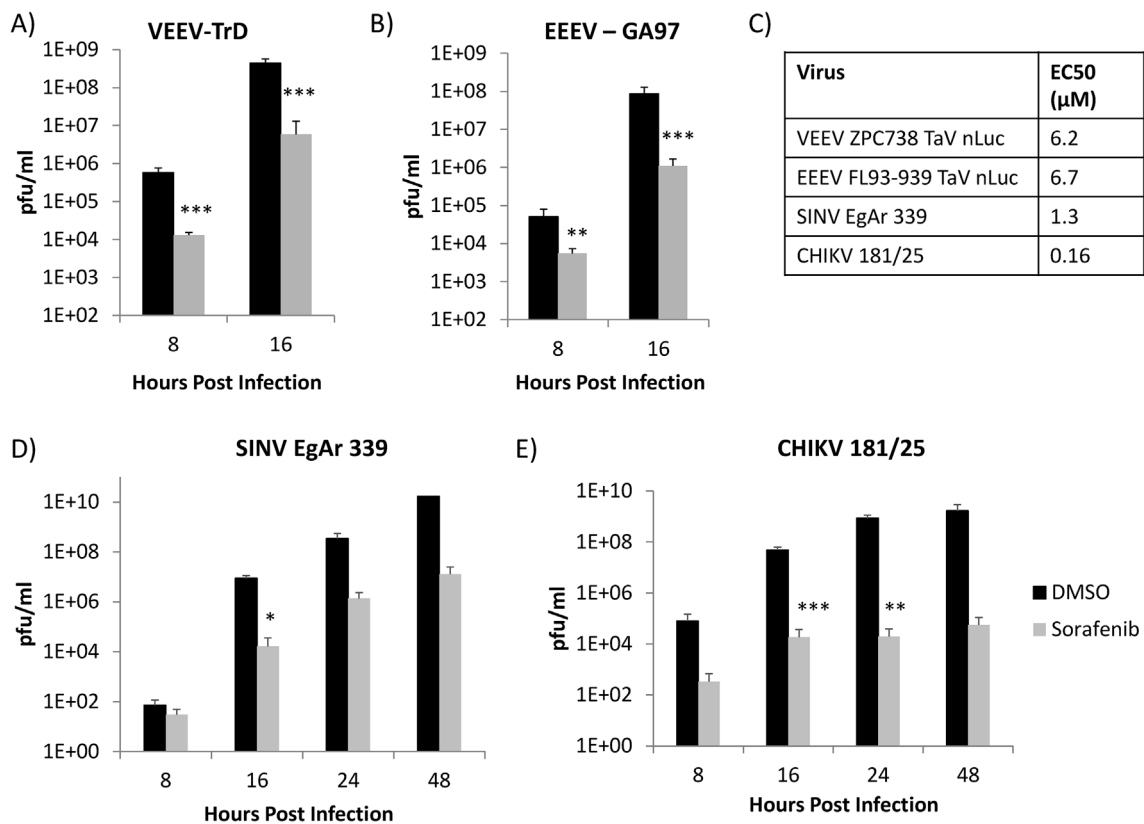 A)
VEEV-TrD
pfu/ml
1E+09
1E+08
1E+07
1E+06
1E+05
1E+04
1E+03
1E+02
***
***
8 16
Hours Post Infection
B)
EEEV – GA97
pfu/ml
1E+09
1E+08
1E+07
1E+06
1E+05
1E+04
1E+03
1E+02
**
***
8 16
Hours Post Infection
C)
Virus EC50 (µM)
VEEV ZPC738 TaV nLuc 6.2
EEEV FL93-939 TaV nLuc 6.7
SINV EgAr 339 1.3
CHIKV 181/25 0.16
D)
SINV EgAr 339
pfu/ml
1E+10
1E+08
1E+06
1E+04
1E+02
1E+00
*
8 16 24 48
Hours Post Infection
E)
CHIKV 181/25
pfu/ml
1E+10
1E+08
1E+06
1E+04
1E+02
1E+00
***
**
8 16 24 48
Hours Post Infection
DMSO
Sorafenib